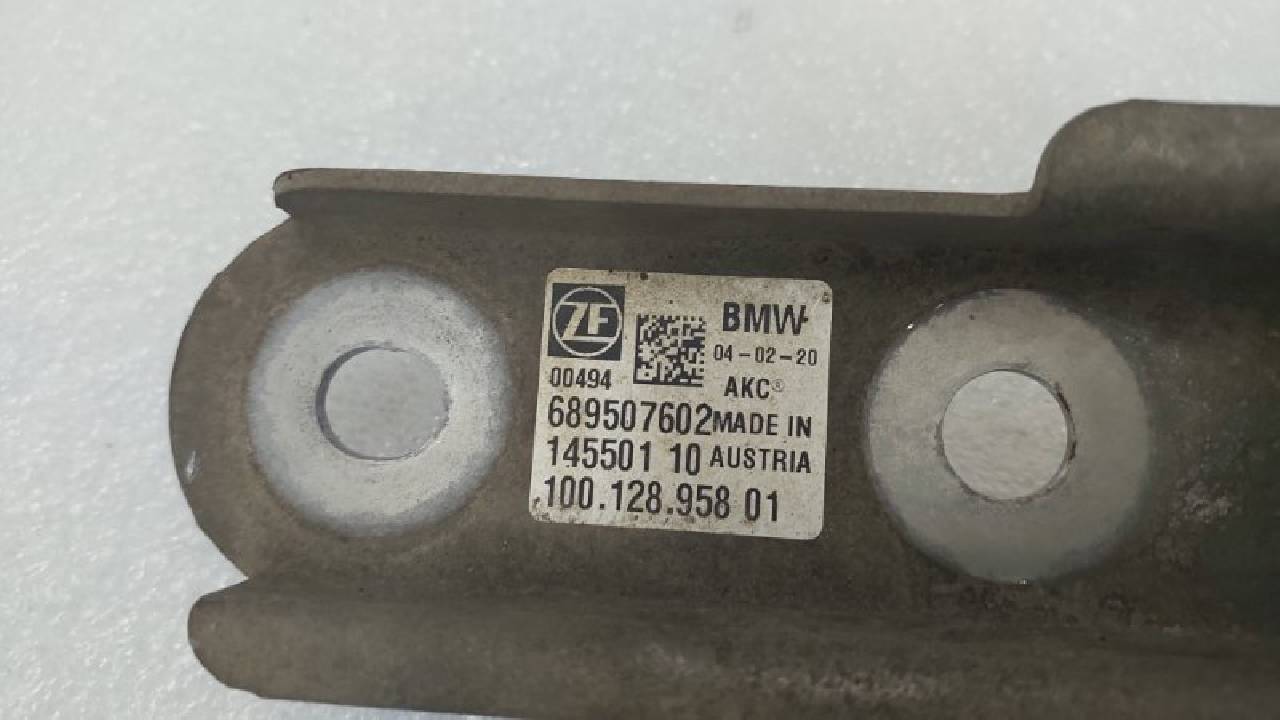 ZF
BMW
04-02-20
00494
AKC®
689507602 MADE IN
145501 10 AUSTRIA
100.128.958 01